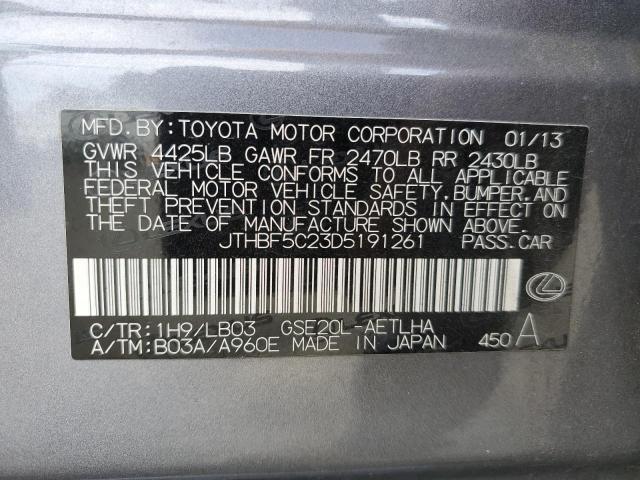 MFD.BY:TOYOTA MOTOR CORPORATION 01/13
GVWR 4425LB GAWR FR 2470LB RR 2430LB
THIS VEHICLE CONFORMS TO ALL APPLICABLE
FEDERAL MOTOR VEHICLE SAFETY,BUMPER,AND
THEFT PREVENTION STANDARDS IN EFFECT ON
THE DATE OF MANUFACTURE SHOWN ABOVE.
JTHBF5C23D5191261 PASS.CAR
C/TR:1H9/LB03 GSE20L-AETLHA
A/TM:B03A/A960E MADE IN JAPAN 450 A